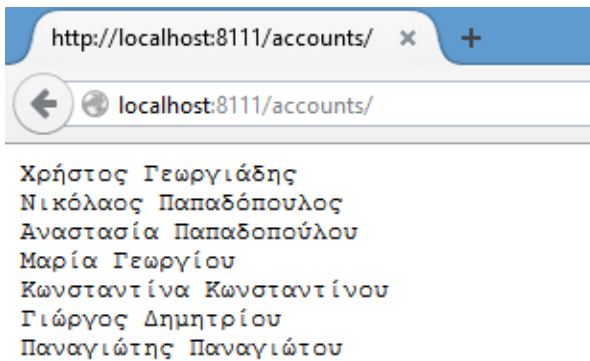 http://localhost:8111/accounts/
localhost:8111/accounts/
Χρήστος Γεωργιάδης
Νικόλαος Παπαδόπουλος
Αναστασία Παπαδοπούλου
Μαρία Γεωργίου
Κωνσταντίνα Κωνσταντίνου
Γιώργος Δημητρίου
Παναγιώτης Παναγιώτου